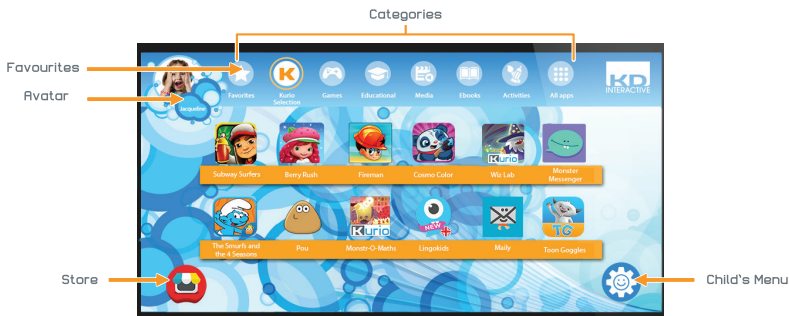 Categories
Favourites
Avatar
Jacqueline
Favorites
Kurio
Selection
Games
Educational
Media
Ebooks
Activities
All apps
KD
INTERACTIVE
Kurio
Subway Surfers
Berry Rush
Fireman
Cosmo Color
Wiz Lab
Monster
Messenger
Kurio
NEW
TG
The Smurfs and
the 4 Seasons
Pou
Monstr-O-Maths
Lingokids
Maily
Toon Goggles
Store
Child's Menu